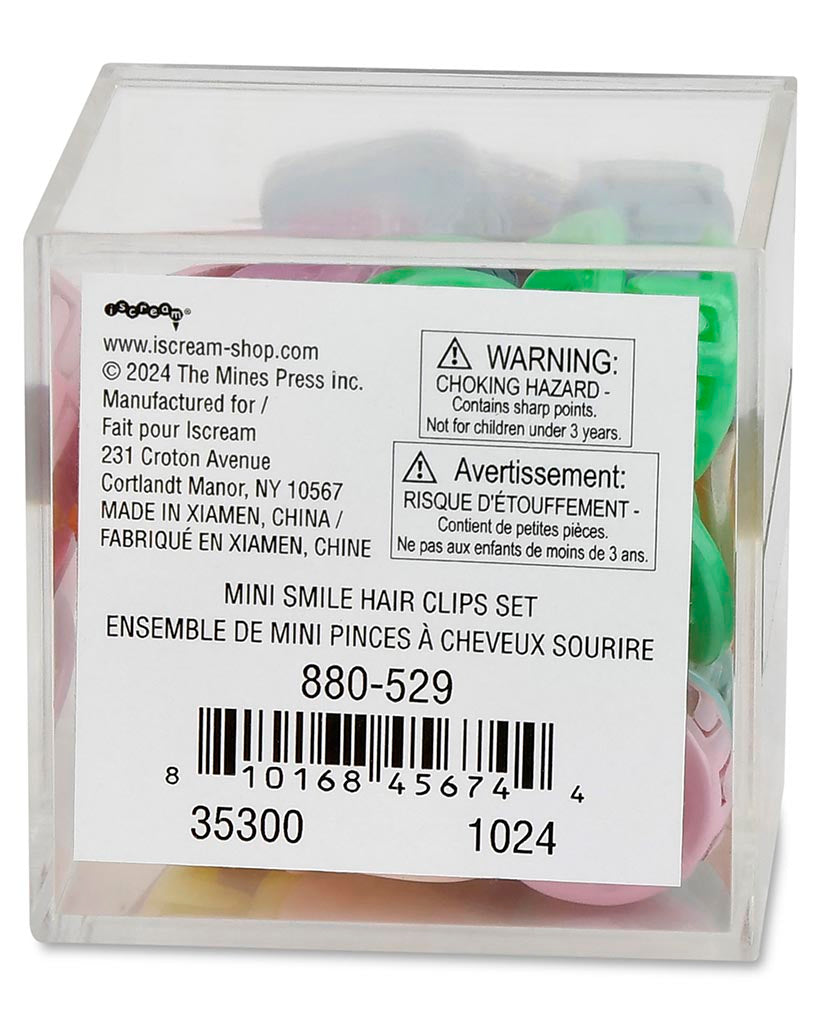 iscream®
www.iscream-shop.com
© 2024 The Mines Press Inc.
Manufactured for /
Fait pour Iscream
231 Croton Avenue
Cortlandt Manor, NY 10567
MADE IN XIAMEN, CHINA /
FABRIQUÉ EN XIAMEN, CHINE
⚠ WARNING:
CHOKING HAZARD -
Contains sharp points.
Not for children under 3 years.
⚠ Avertissement:
RISQUE D'ÉTOUFFEMENT -
Contient de petites pièces.
Ne pas aux enfants de moins de 3 ans.
MINI SMILE HAIR CLIPS SET
ENSEMBLE DE MINI PINCES À CHEVEUX SOURIRE
880-529
8 10168 45674 4
35300 1024